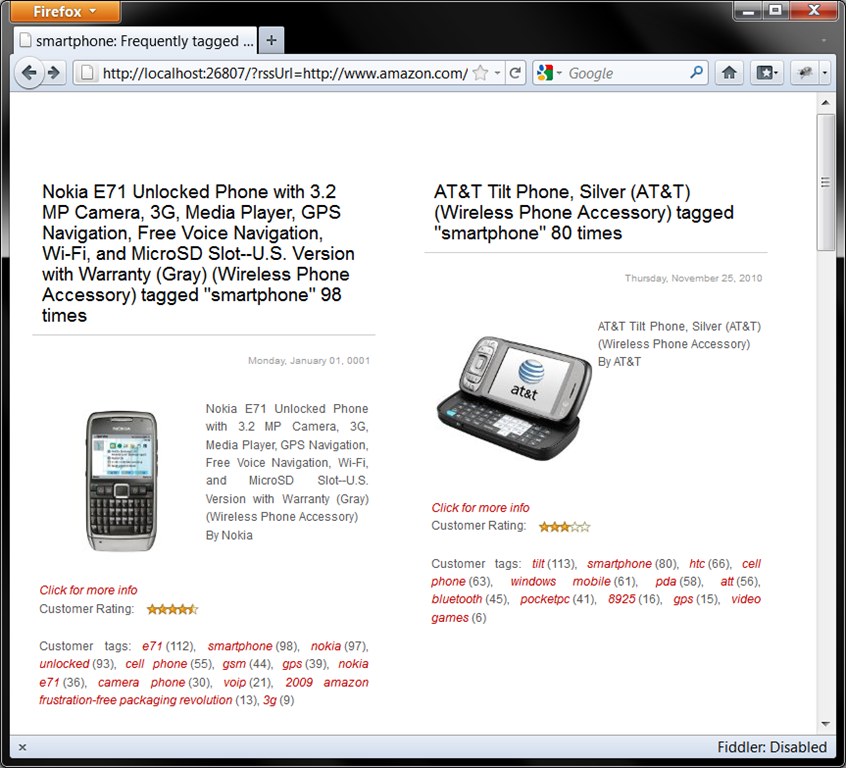 Firefox
smartphone: Frequently tagged ...
http://localhost:26807/?rssUrl=http://www.amazon.com/
Google
Nokia E71 Unlocked Phone with 3.2
MP Camera, 3G, Media Player, GPS
Navigation, Free Voice Navigation,
Wi-Fi, and MicroSD Slot--U.S. Version
with Warranty (Gray) (Wireless Phone
Accessory) tagged "smartphone" 98
times
Monday, January 01, 0001
NOKIA
Nokia E71 Unlocked Phone
with 3.2 MP Camera, 3G,
Media Player, GPS Navigation,
Free Voice Navigation, Wi-Fi,
and MicroSD Slot--U.S.
Version with Warranty (Gray)
(Wireless Phone Accessory)
By Nokia
Click for more info
Customer Rating:
Customer tags: e71 (112), smartphone (98), nokia (97),
unlocked (93), cell phone (55), gsm (44), gps (39), nokia
e71 (36), camera phone (30), voip (21), 2009 amazon
frustration-free packaging revolution (13), 3g (9)
AT&T Tilt Phone, Silver (AT&T)
(Wireless Phone Accessory) tagged
"smartphone" 80 times
Thursday, November 25, 2010
at&t
AT&T Tilt Phone, Silver (AT&T)
(Wireless Phone Accessory)
By AT&T
Click for more info
Customer Rating:
Customer tags: tilt (113), smartphone (80), htc (66), cell
phone (63), windows mobile (61), pda (58), att (56),
bluetooth (45), pocketpc (41), 8925 (16), gps (15), video
games (6)
Fiddler: Disabled